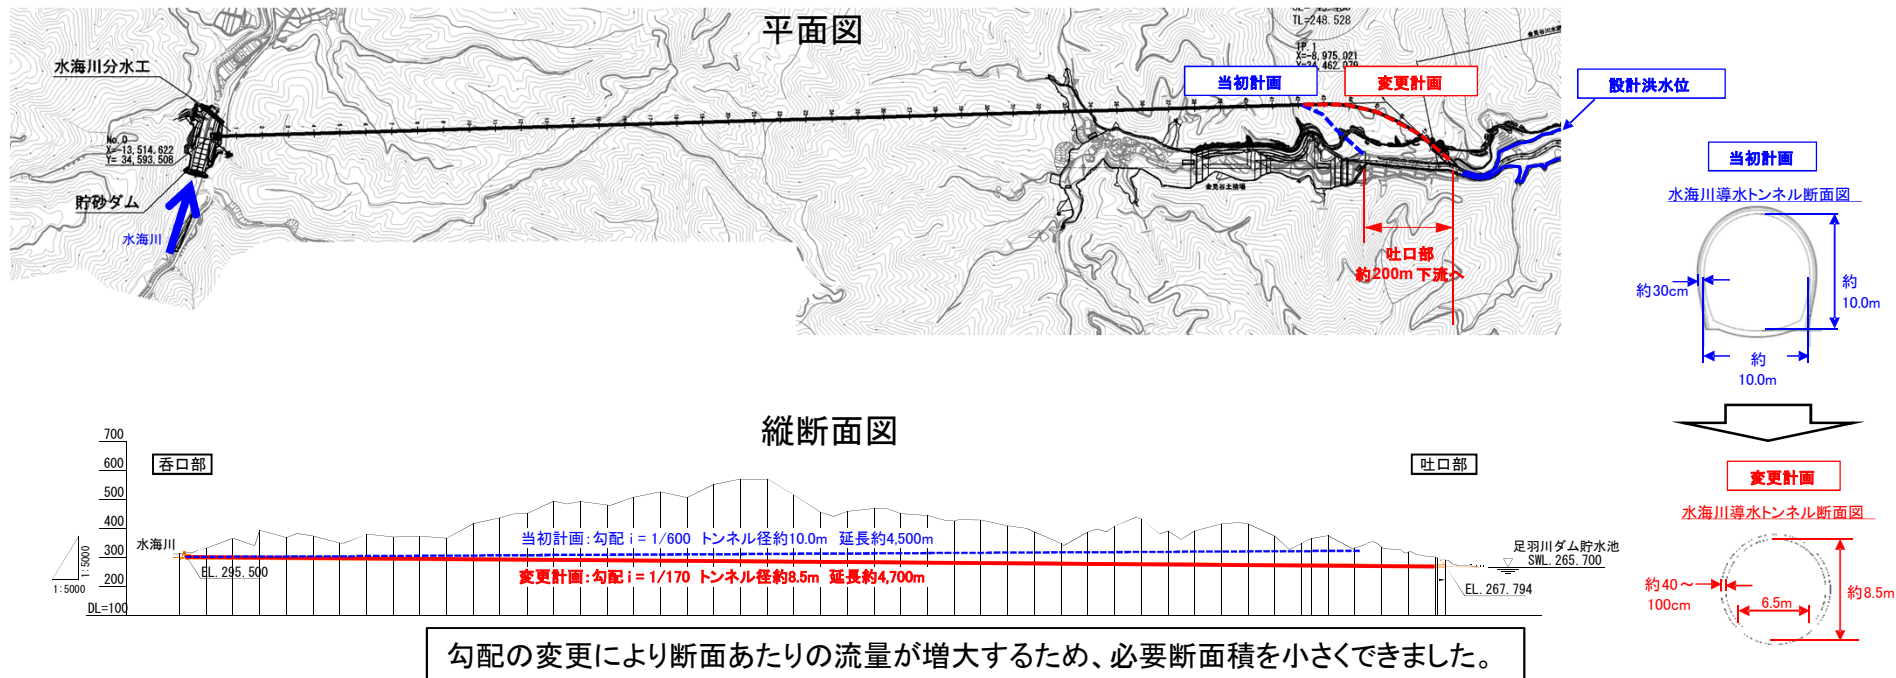 平面図
TL=248.528
IP.1
X=-8,975.021
水海川分水工
当初計画
変更計画
設計洪水位
No.0
X=-13,514.622
Y= 34,593.508
貯砂ダム
水海川
金見谷土捨場
吐口部
約200m下流へ
当初計画
水海川導水トンネル断面図
約30cm
約
10.0m
約
10.0m
縦断面図
700
600
500
400
300
200
DL=100
1:5000
1:5000
呑口部
吐口部
水海川
EL.295.500
当初計画:勾配 i = 1/600 トンネル径約10.0m 延長約4,500m
変更計画:勾配 i = 1/170 トンネル径約8.5m 延長約4,700m
足羽川ダム貯水池
SWL.265.700
EL.267.794
変更計画
水海川導水トンネル断面図
約40～
100cm
6.5m
約8.5m
勾配の変更により断面あたりの流量が増大するため、必要断面積を小さくできました。